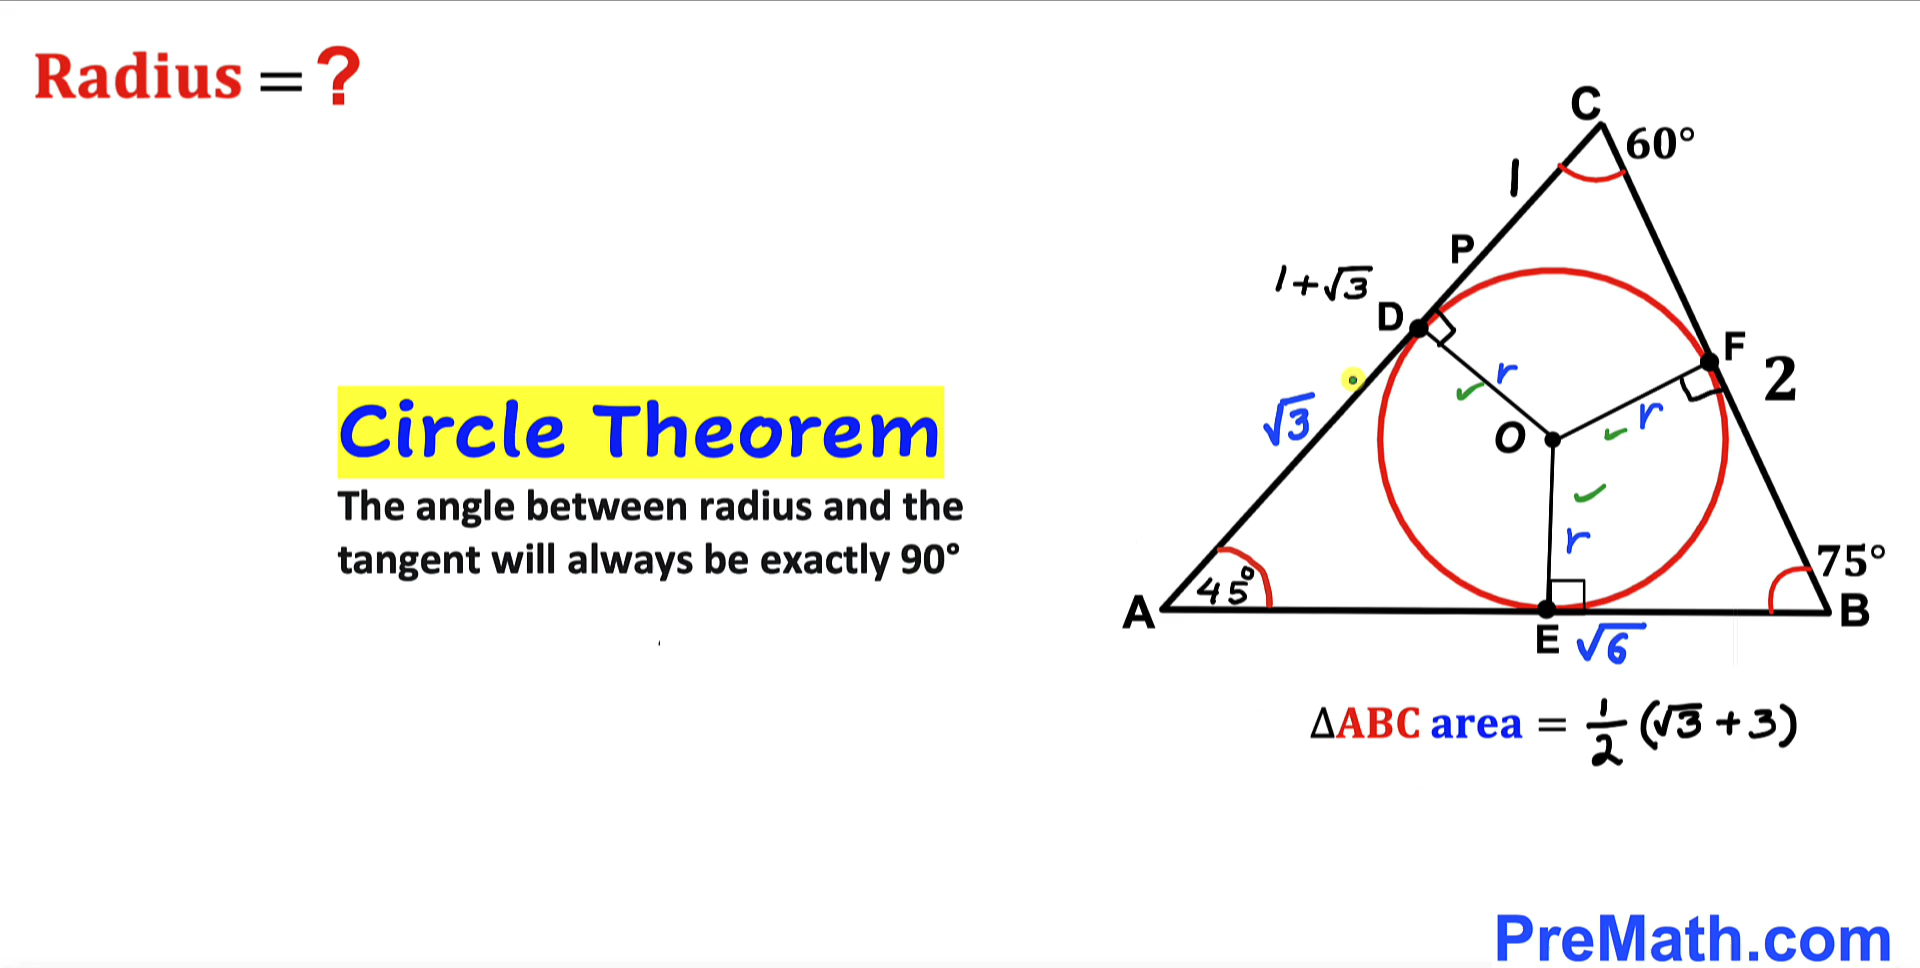 Radius = ?
C
60°
1
P
1+√3
D
F
2
r
r
√3
O
Circle Theorem
The angle between radius and the
tangent will always be exactly 90°
r
75°
45°
A
B
E √6
ΔABC area = 1/2 (√3 + 3)
PreMath.com